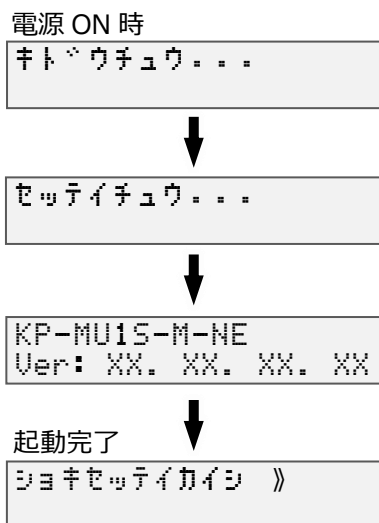 電源 ON 時
キドウチュウ...
セッテイチュウ...
KP-MU1S-M-NE
Ver: XX. XX. XX. XX
起動完了
ショキセッテイカイシ 》